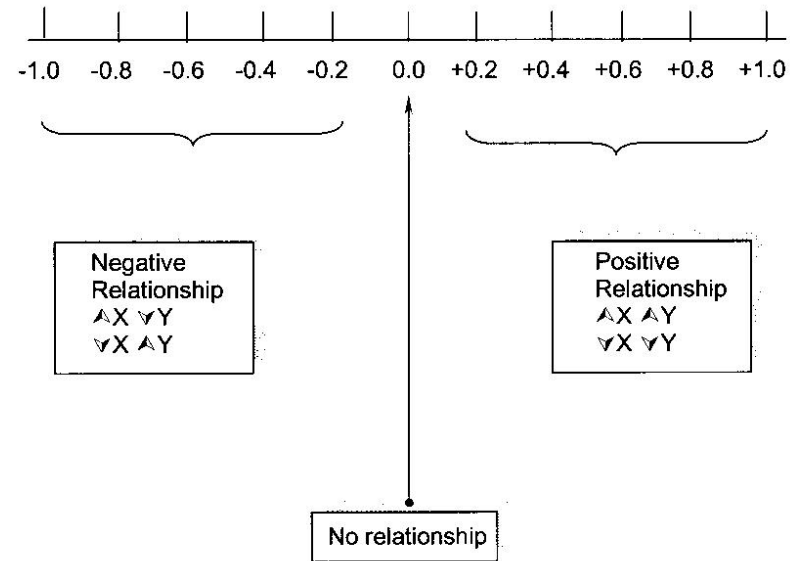 -1.0 -0.8 -0.6 -0.4 -0.2 0.0 +0.2 +0.4 +0.6 +0.8 +1.0
Negative
Relationship
⮝X ⮟Y
⮟X ⮝Y
Positive
Relationship
⮝X ⮝Y
⮟X ⮟Y
No relationship